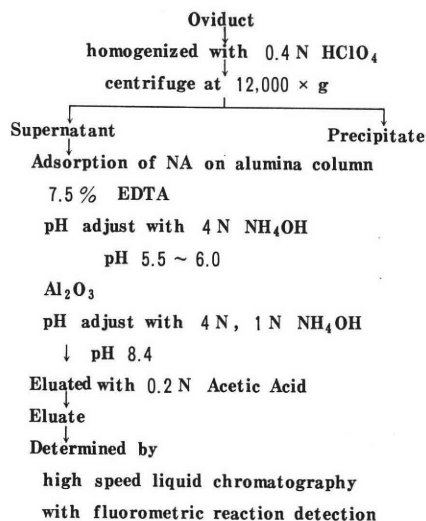 Oviduct
homogenized with 0.4 N HClO₄
centrifuge at 12,000 × g
Supernatant
Precipitate
Adsorption of NA on alumina column
7.5 % EDTA
pH adjust with 4 N NH₄OH
pH 5.5 ~ 6.0
Al₂O₃
pH adjust with 4 N, 1 N NH₄OH
↓ pH 8.4
Eluated with 0.2 N Acetic Acid
Eluate
Determined by
high speed liquid chromatography
with fluorometric reaction detection